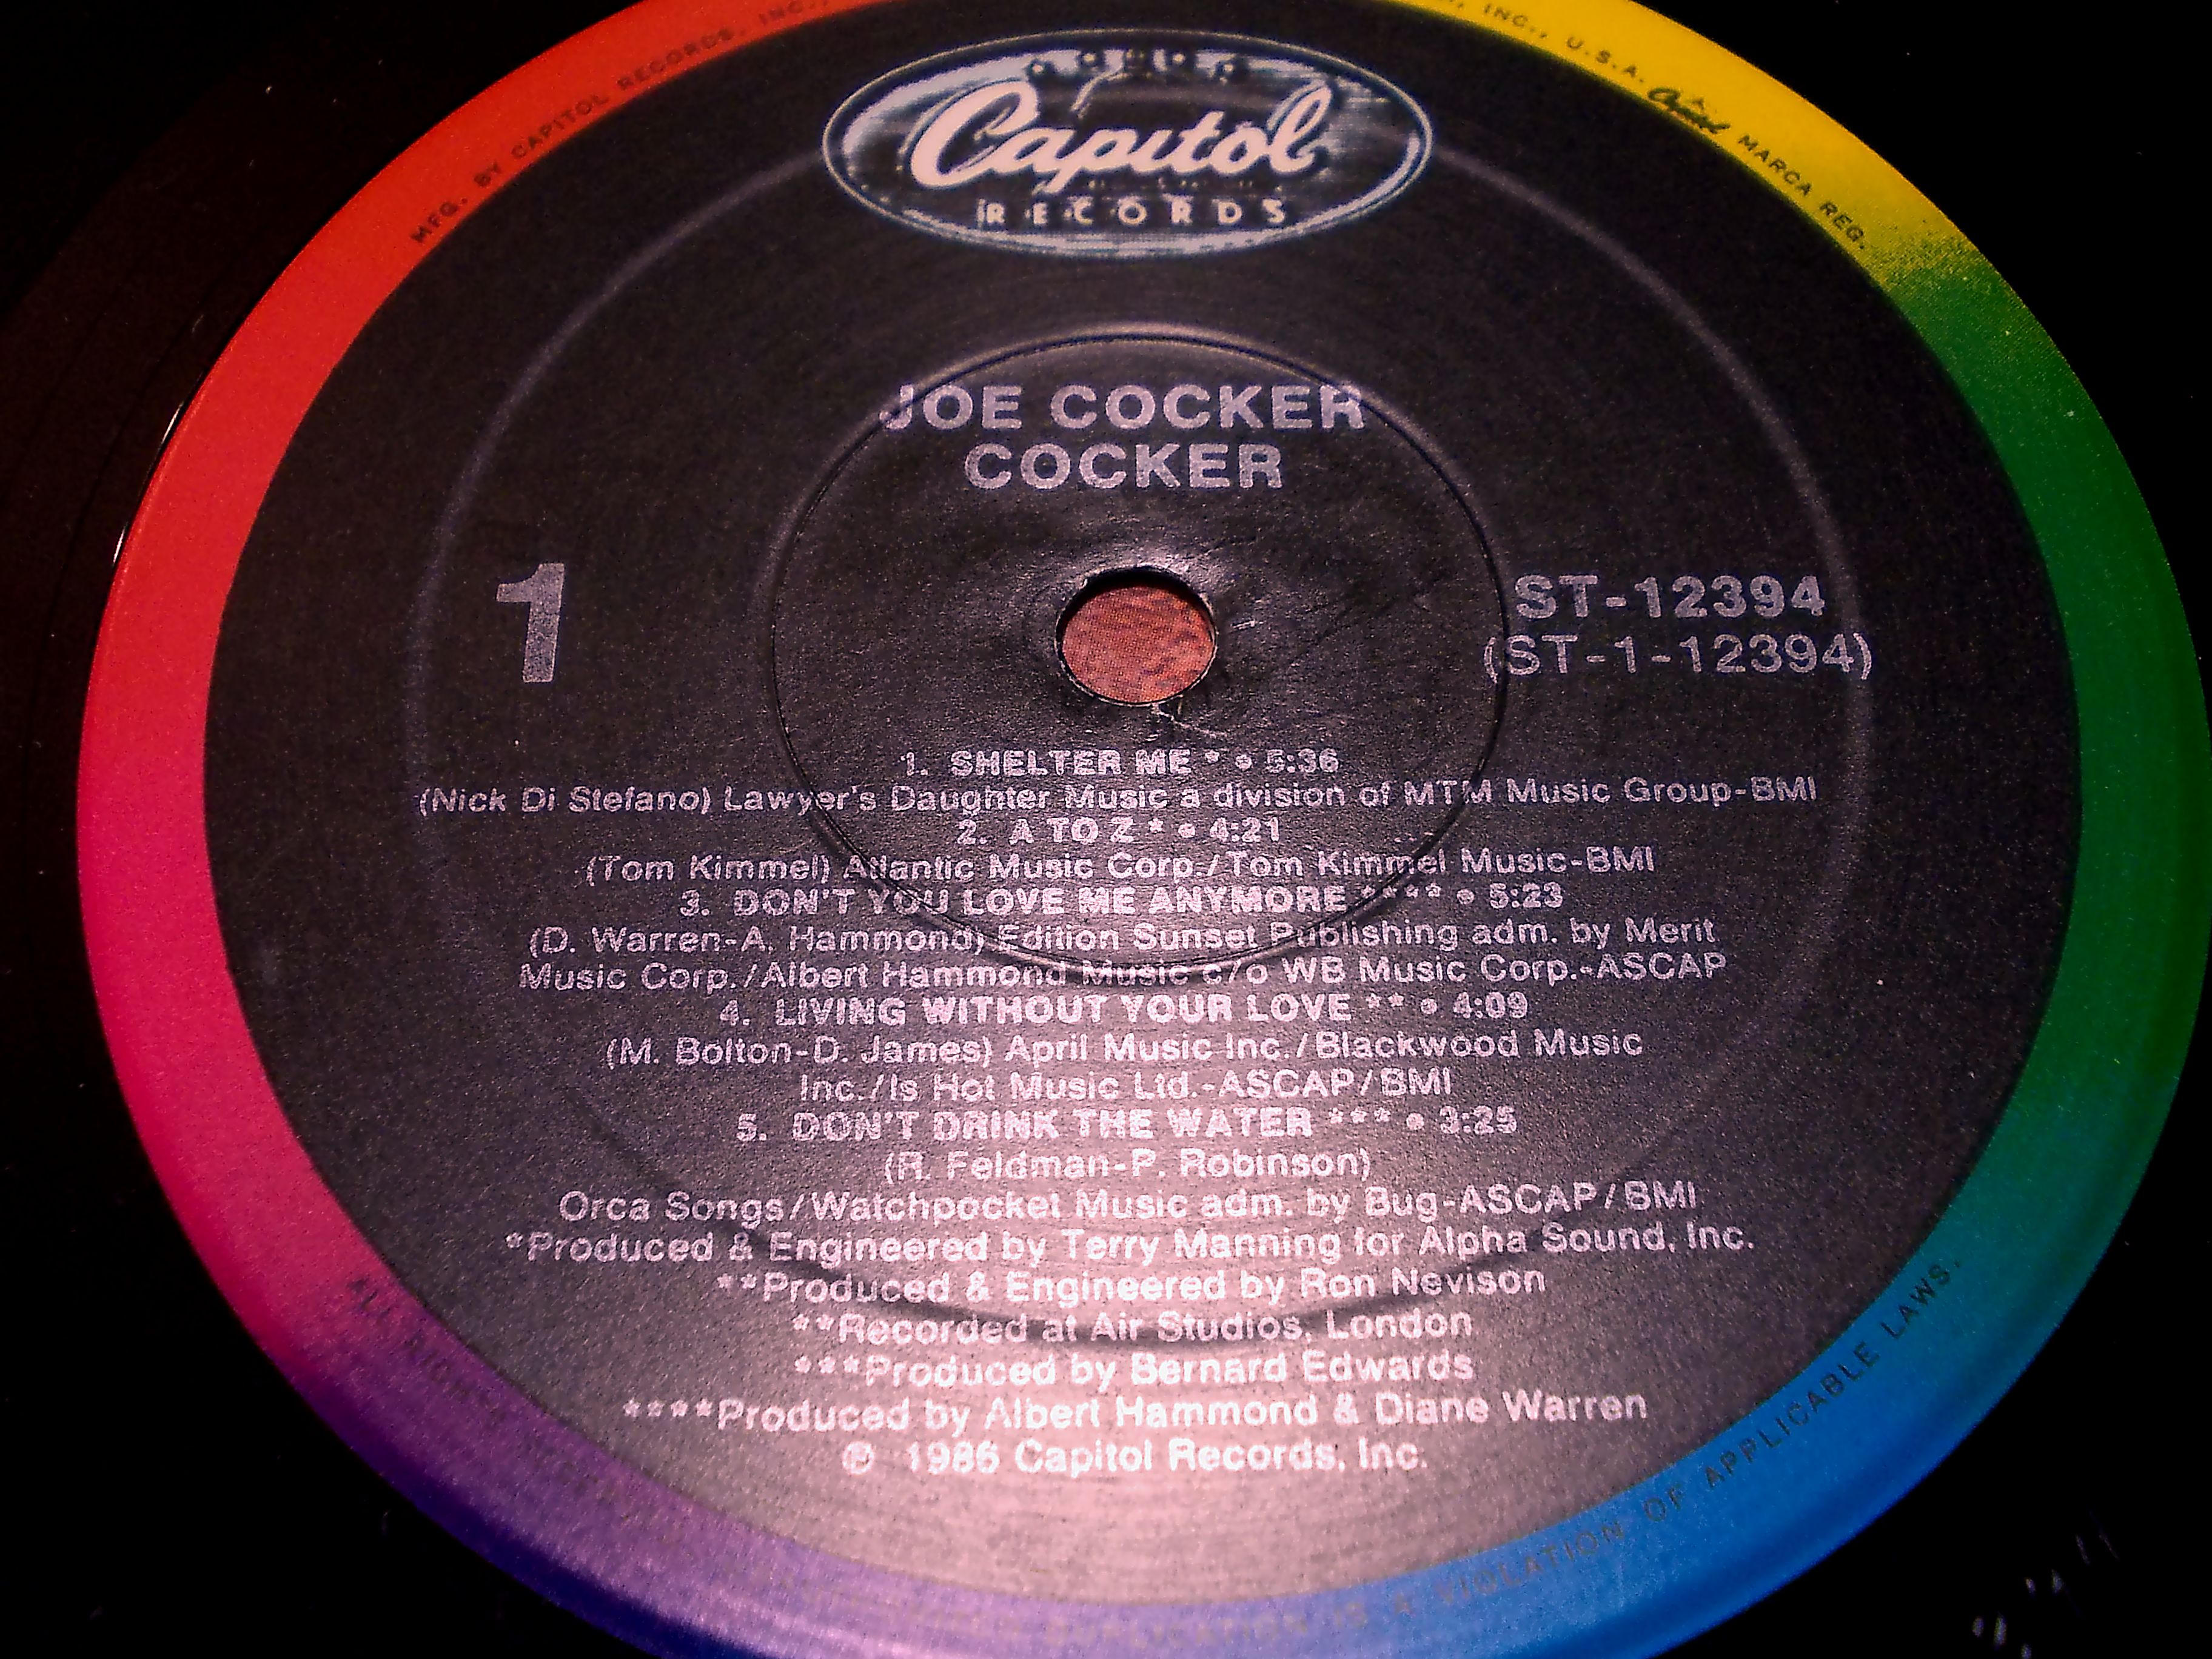 MFG. BY CAPITOL RECORDS, INC.,
INC., U.S.A. Capitol MARCA REG.
Capitol
RECORDS
JOE COCKER
COCKER
1
ST-12394
(ST-1-12394)
1. SHELTER ME * • 5:36
(Nick Di Stefano) Lawyer's Daughter Music a division of MTM Music Group-BMI
2. A TO Z * • 4:21
(Tom Kimmel) Atlantic Music Corp./Tom Kimmel Music-BMI
3. DON'T YOU LOVE ME ANYMORE **** • 5:23
(D. Warren-A. Hammond) Edition Sunset Publishing adm. by Merit
Music Corp./Albert Hammond Music c/o WB Music Corp.-ASCAP
4. LIVING WITHOUT YOUR LOVE ** • 4:09
(M. Bolton-D. James) April Music Inc./Blackwood Music
Inc./Is Hot Music Ltd.-ASCAP/BMI
5. DON'T DRINK THE WATER *** • 3:25
(R. Feldman-P. Robinson)
Orca Songs/Watchpocket Music adm. by Bug-ASCAP/BMI
*Produced & Engineered by Terry Manning for Alpha Sound, Inc.
**Produced & Engineered by Ron Nevison
**Recorded at Air Studios, London
***Produced by Bernard Edwards
****Produced by Albert Hammond & Diane Warren
℗ 1986 Capitol Records, Inc.
ALL RIGHTS DUPLICATION IS A VIOLATION OF APPLICABLE LAWS.